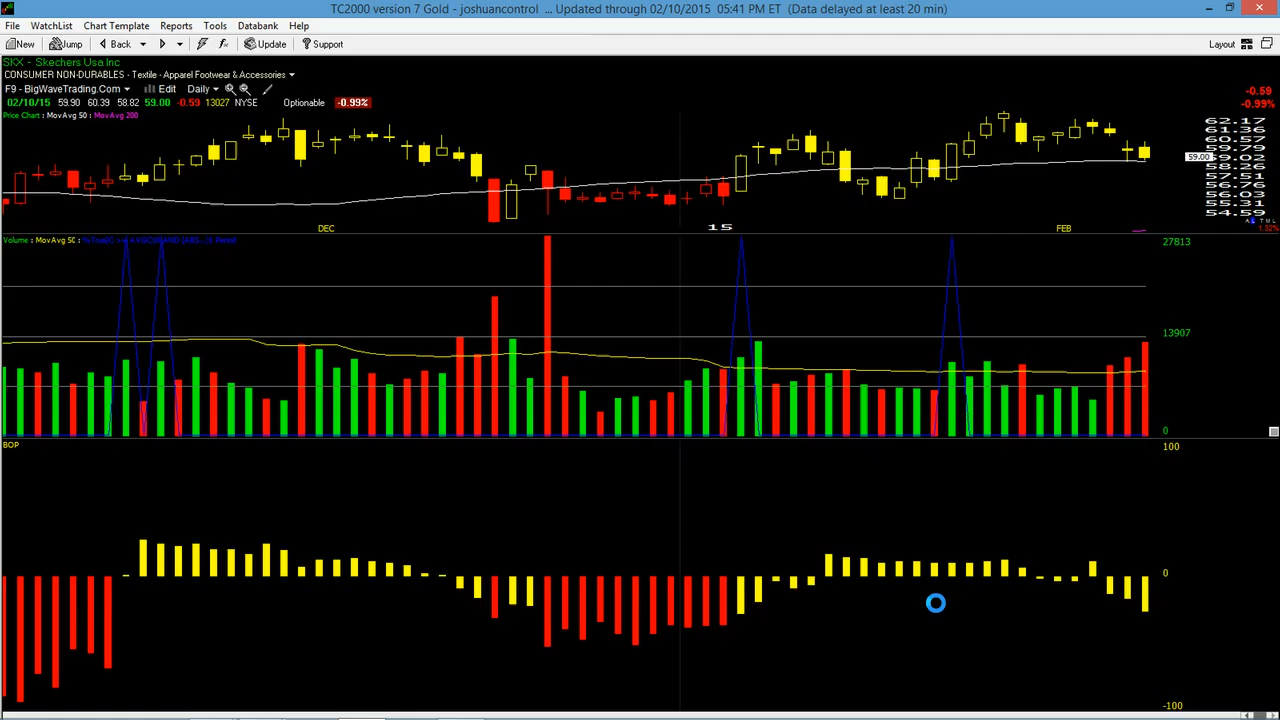 TC2000 version 7 Gold - joshuancontrol ... Updated through 02/10/2015 05:41 PM ET (Data delayed at least 20 min)
File WatchList Chart Template Reports Tools Databank Help
New Jump Back Update Support Layout
SKX - Skechers Usa Inc
CONSUMER NON-DURABLES - Textile - Apparel Footwear & Accessories
F9 - BigWaveTrading.Com Edit Daily
-0.59
02/10/15 59.90 60.39 58.82 59.00 -0.59 13027 NYSE Optionable -0.99%
-0.99%
Price Chart : MovAvg 50 : MovAvg 200
62.17
61.36
60.57
59.79
59.00
59.02
58.26
57.51
56.76
56.03
55.31
54.59
A L T M L
DEC 15 FEB
1.32%
Volume : MovAvg 50 :
27813
13907
0
BOP
100
0
-100